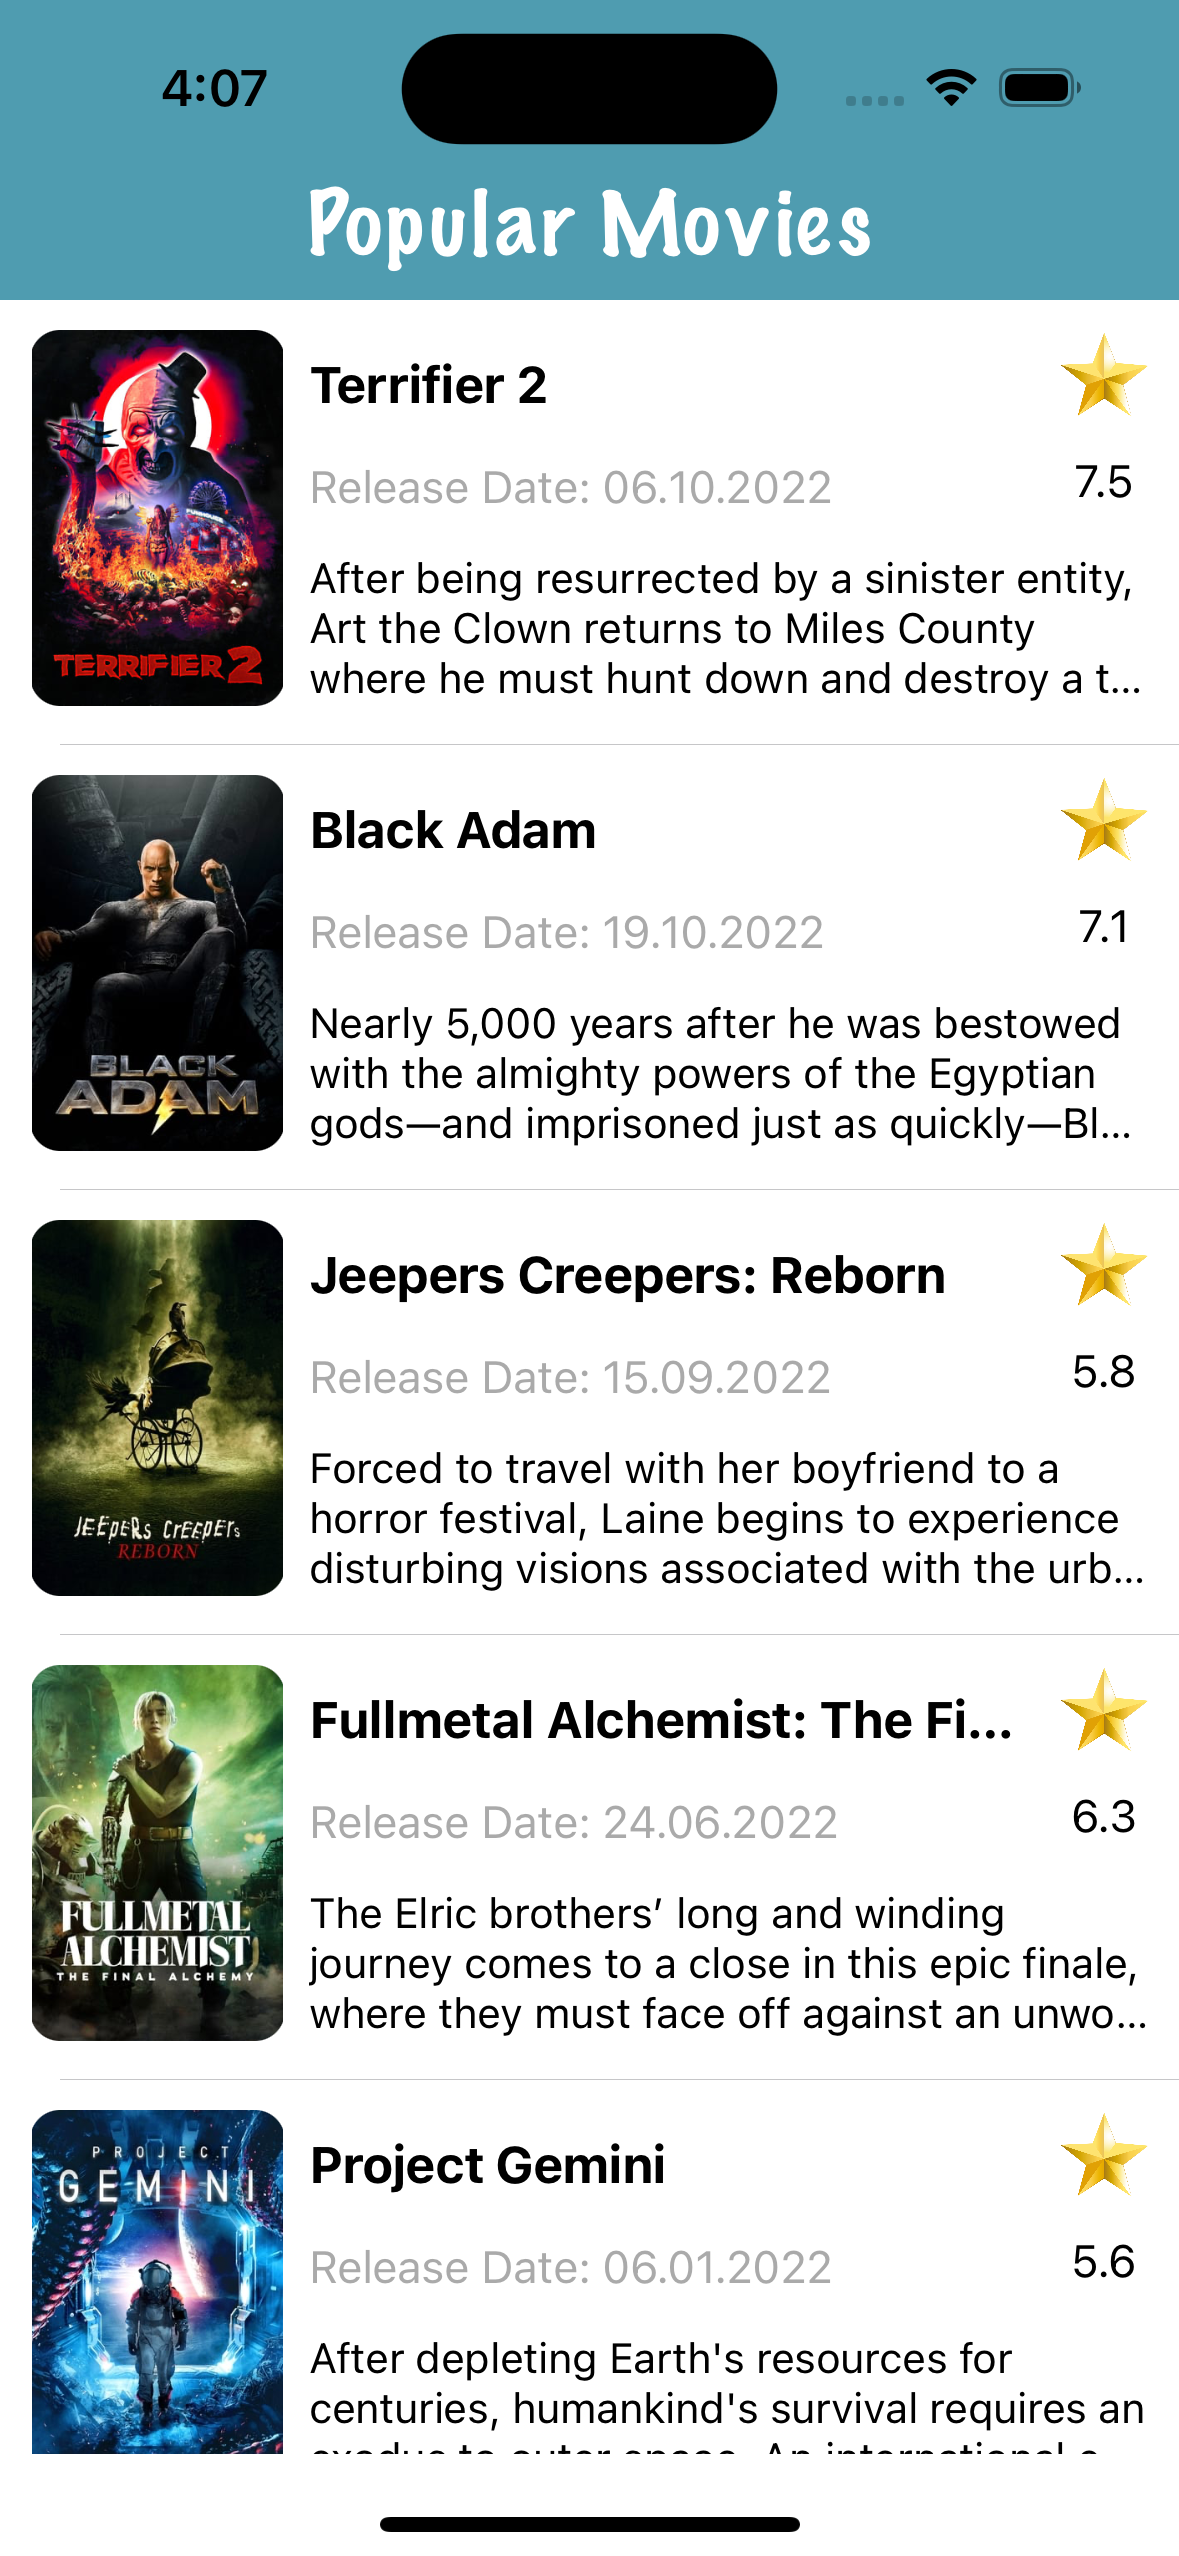 4:07
Popular Movies
TERRIFIER 2
Terrifier 2
Release Date: 06.10.2022
7.5
After being resurrected by a sinister entity,
Art the Clown returns to Miles County
where he must hunt down and destroy a t...
BLACK
ADAM
Black Adam
Release Date: 19.10.2022
7.1
Nearly 5,000 years after he was bestowed
with the almighty powers of the Egyptian
gods—and imprisoned just as quickly—Bl...
JEEPERS CREEPERS
REBORN
Jeepers Creepers: Reborn
Release Date: 15.09.2022
5.8
Forced to travel with her boyfriend to a
horror festival, Laine begins to experience
disturbing visions associated with the urb...
FULLMETAL
ALCHEMIST
THE FINAL ALCHEMY
Fullmetal Alchemist: The Fi...
Release Date: 24.06.2022
6.3
The Elric brothers’ long and winding
journey comes to a close in this epic finale,
where they must face off against an unwo...
PROJECT
GEMINI
Project Gemini
Release Date: 06.01.2022
5.6
After depleting Earth's resources for
centuries, humankind's survival requires an